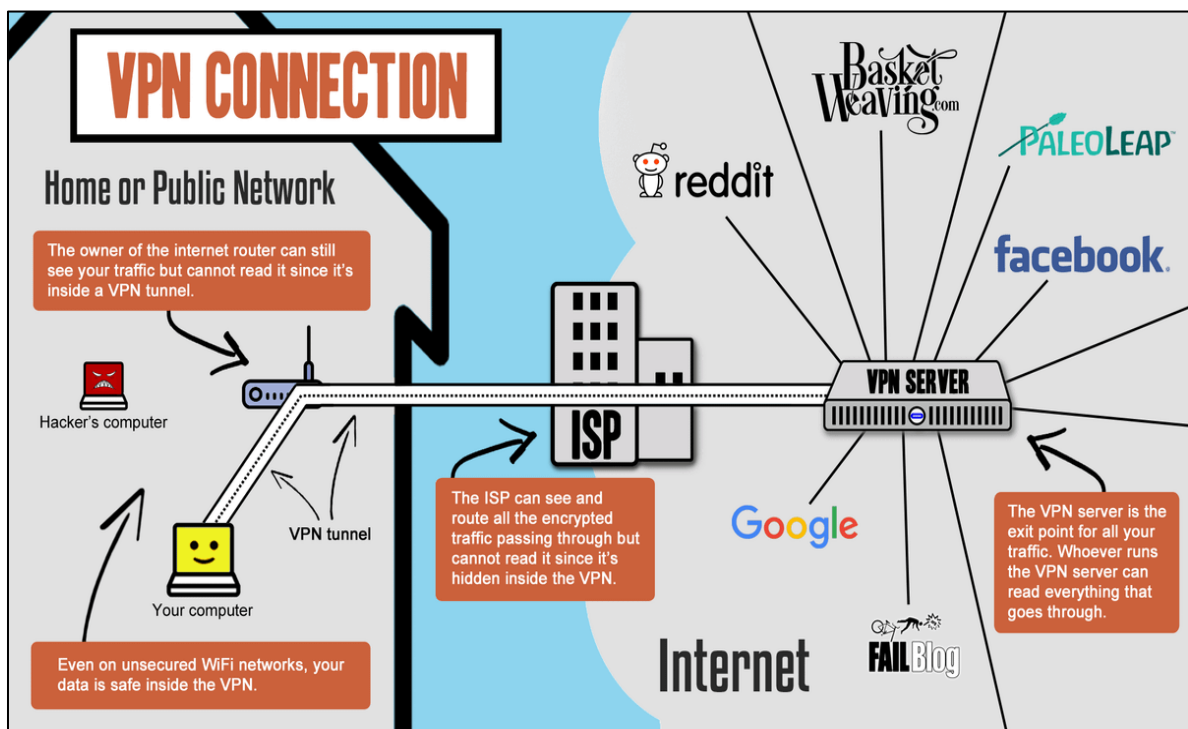 VPN CONNECTION
Home or Public Network
The owner of the internet router can still
see your traffic but cannot read it since it's
inside a VPN tunnel.
Hacker's computer
VPN tunnel
Your computer
Even on unsecured WiFi networks, your
data is safe inside the VPN.
ISP
The ISP can see and
route all the encrypted
traffic passing through but
cannot read it since it's
hidden inside the VPN.
Basket
Weaving.com
reddit
PALEOLEAP™
facebook®
VPN SERVER
Google
FAILBlog
The VPN server is the
exit point for all your
traffic. Whoever runs
the VPN server can
read everything that
goes through.
Internet